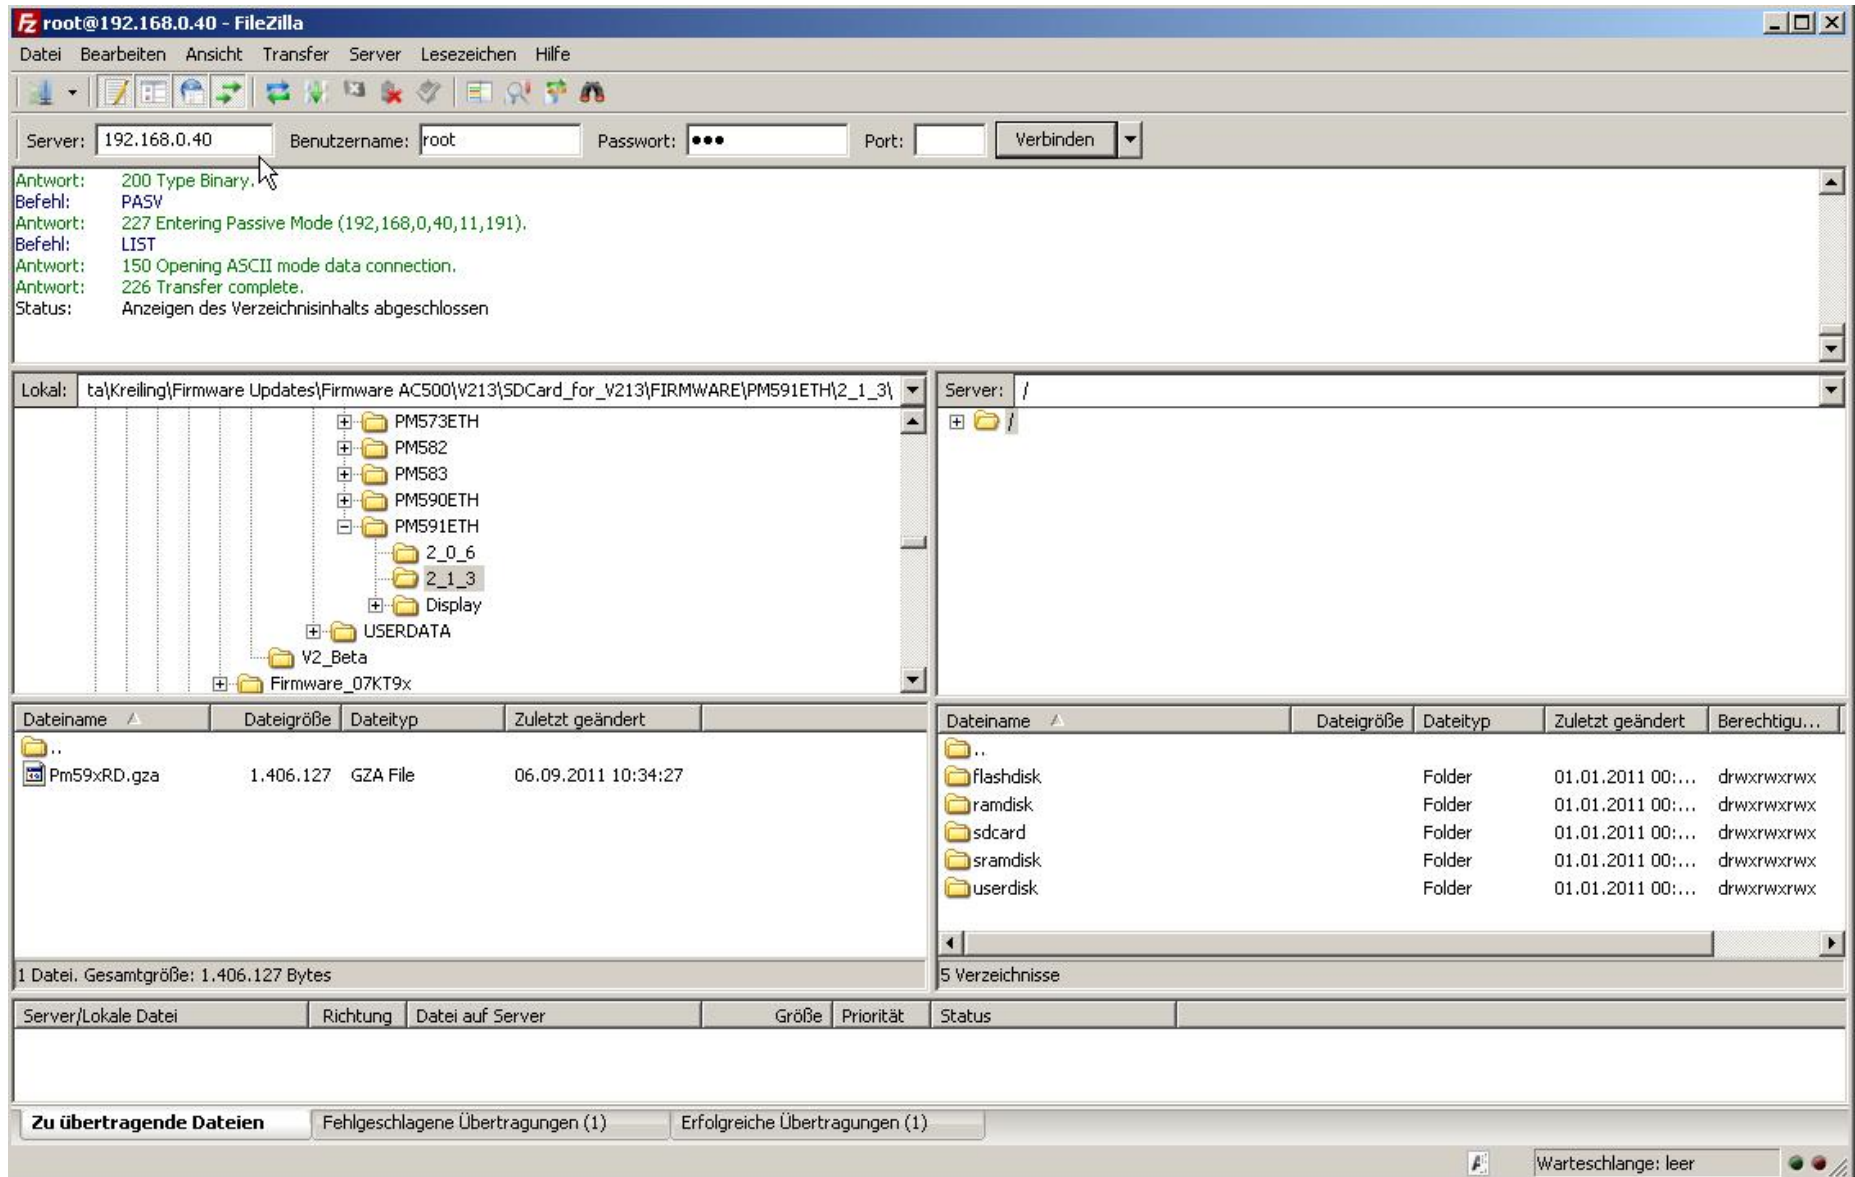 root@192.168.0.40 - FileZilla
Datei Bearbeiten Ansicht Transfer Server Lesezeichen Hilfe
Server: 192.168.0.40 Benutzername: root Passwort: ●●● Port: Verbinden
Antwort: 200 Type Binary.
Befehl: PASV
Antwort: 227 Entering Passive Mode (192,168,0,40,11,191).
Befehl: LIST
Antwort: 150 Opening ASCII mode data connection.
Antwort: 226 Transfer complete.
Status: Anzeigen des Verzeichnisinhalts abgeschlossen
Lokal: ta\Kreiling\Firmware Updates\Firmware AC500\V213\SDCard_for_V213\FIRMWARE\PM591ETH\2_1_3\
PM573ETH
PM582
PM583
PM590ETH
PM591ETH
2_0_6
2_1_3
Display
USERDATA
V2_Beta
Firmware_07KT9x
Server: /
/
Dateiname Dateigröße Dateityp Zuletzt geändert
..
Pm59xRD.gza 1.406.127 GZA File 06.09.2011 10:34:27
1 Datei. Gesamtgröße: 1.406.127 Bytes
Dateiname Dateigröße Dateityp Zuletzt geändert Berechtigu...
..
flashdisk Folder 01.01.2011 00:... drwxrwxrwx
ramdisk Folder 01.01.2011 00:... drwxrwxrwx
sdcard Folder 01.01.2011 00:... drwxrwxrwx
sramdisk Folder 01.01.2011 00:... drwxrwxrwx
userdisk Folder 01.01.2011 00:... drwxrwxrwx
5 Verzeichnisse
Server/Lokale Datei Richtung Datei auf Server Größe Priorität Status
Zu übertragende Dateien Fehlgeschlagene Übertragungen (1) Erfolgreiche Übertragungen (1)
Warteschlange: leer